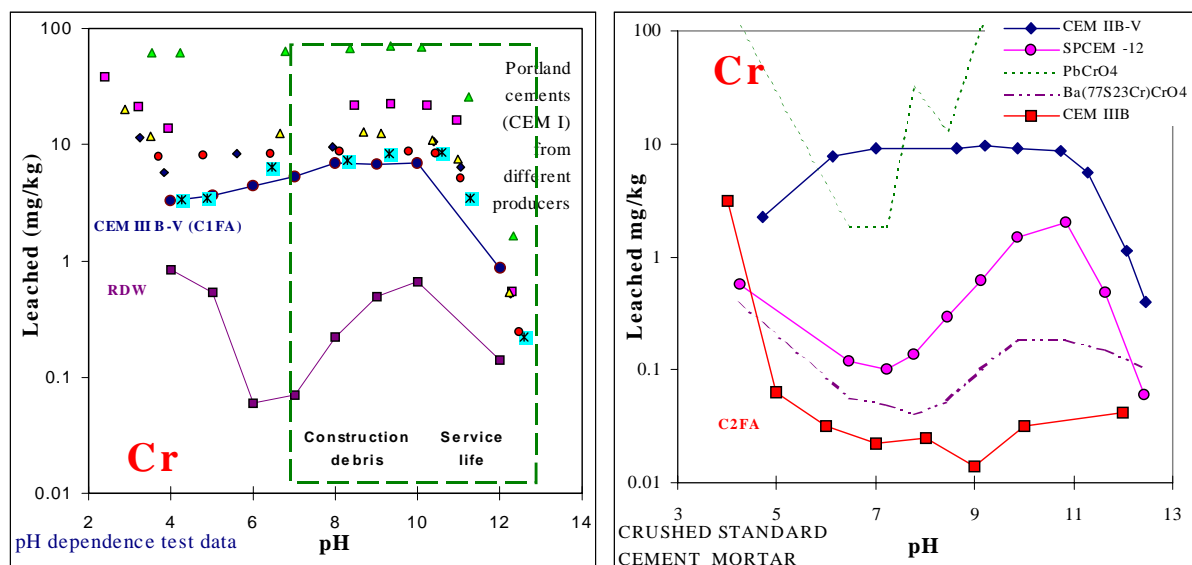 100
10
1
0.1
0.01
Leached (mg/kg)
Portland
cements
(CEM I)
from
different
producers
CEM III B-V (C1FA)
RDW
Cr
Construction
debris
Service
life
2
4
6
8
10
12
14
pH dependence test data
pH
CEM IIB-V
SPCEM -12
PbCrO4
Ba(77S23Cr)CrO4
CEM IIIB
100
10
1
0.1
0.01
Leached mg/kg
Cr
C2FA
3
5
7
9
11
13
CRUSHED STANDARD
CEMENT MORTAR
pH